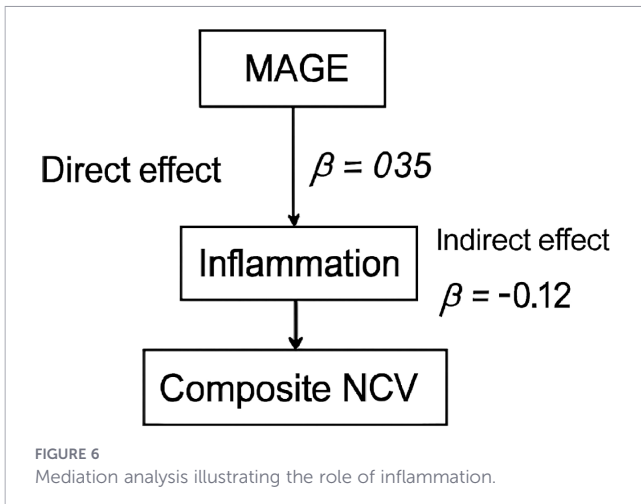 MAGE
Direct effect
β = 035
Inflammation
Indirect effect
β = -0.12
Composite NCV
FIGURE 6
Mediation analysis illustrating the role of inflammation.